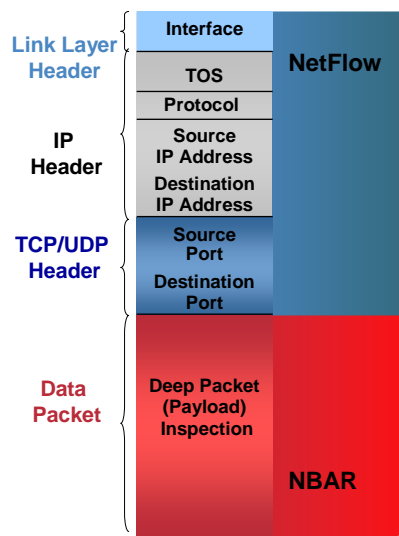 Link Layer
Header
Interface
NetFlow
IP
Header
TOS
Protocol
Source
IP Address
Destination
IP Address
TCP/UDP
Header
Source
Port
Destination
Port
Data
Packet
Deep Packet
(Payload)
Inspection
NBAR